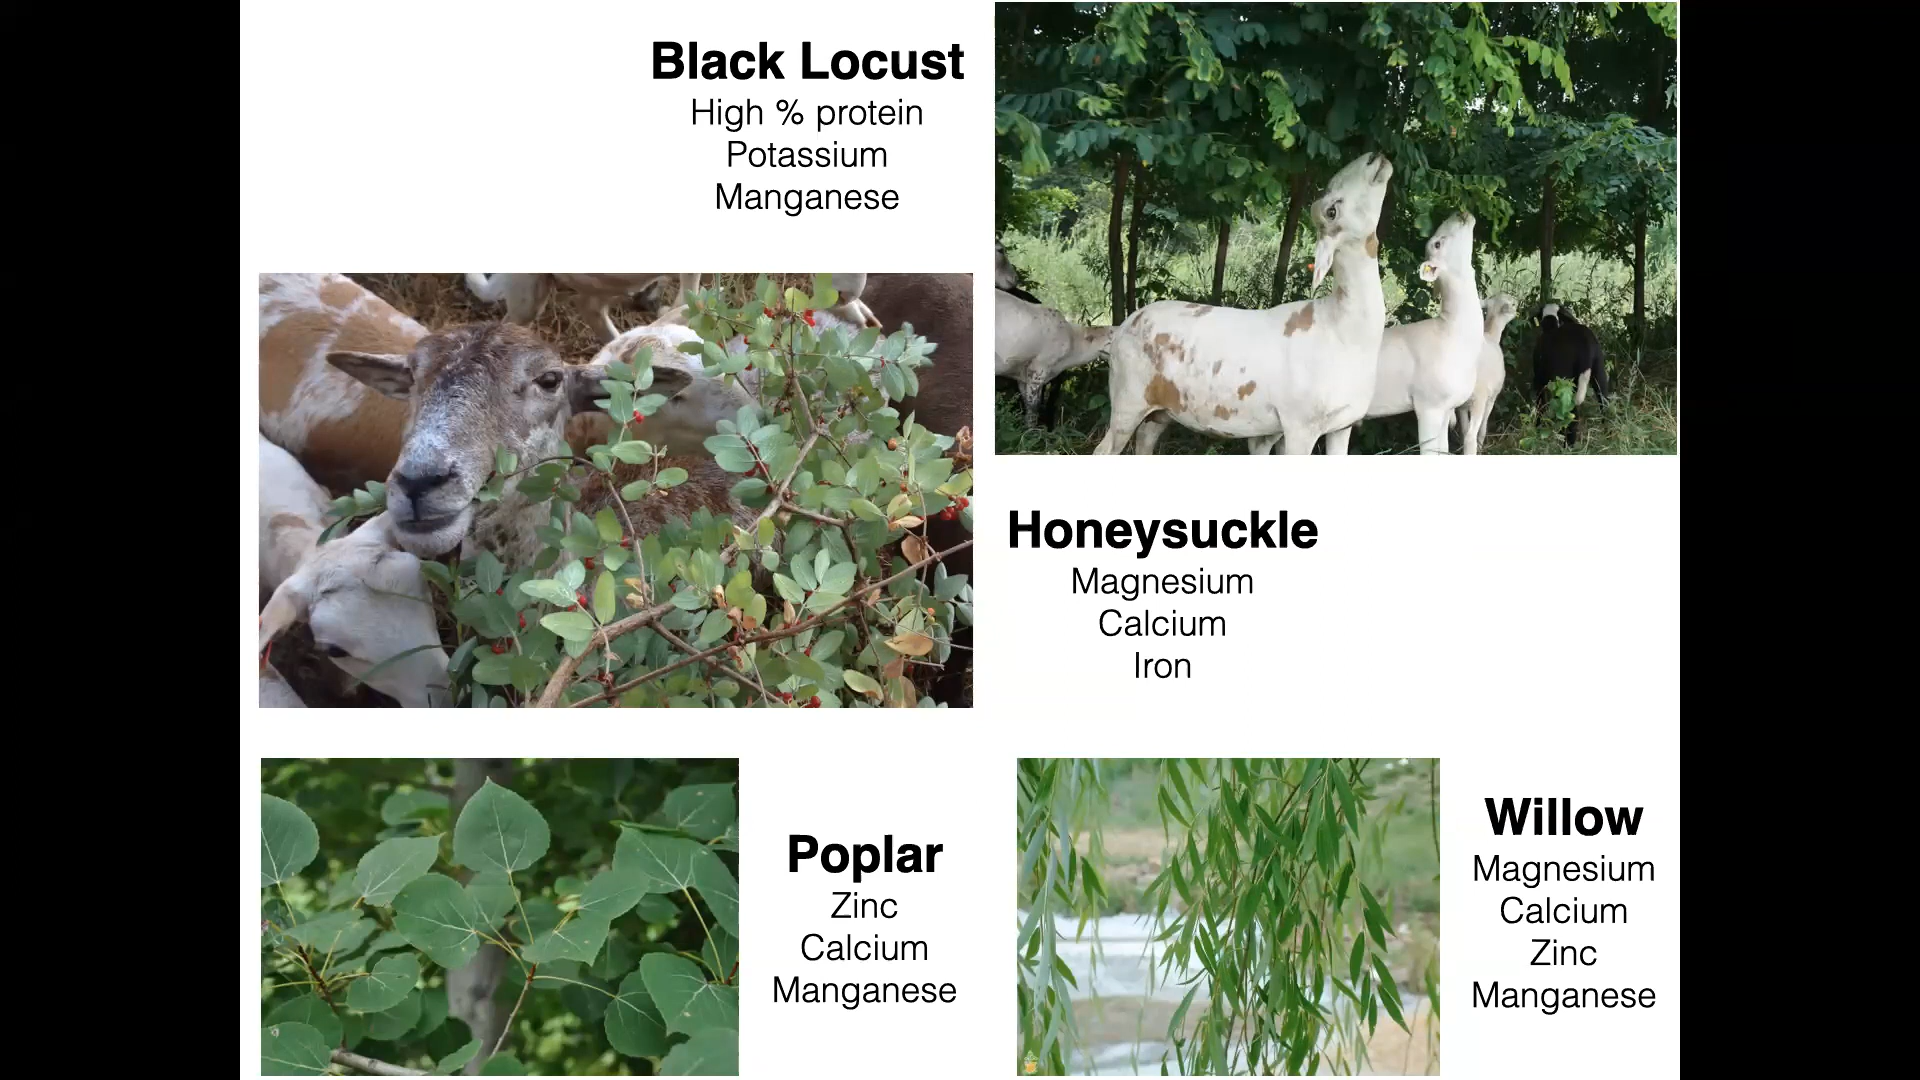 Black Locust
High % protein
Potassium
Manganese
Honeysuckle
Magnesium
Calcium
Iron
Poplar
Zinc
Calcium
Manganese
Willow
Magnesium
Calcium
Zinc
Manganese